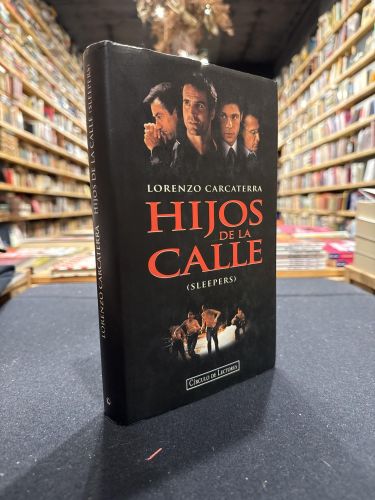 LORENZO CARCATERRA
HIJOS
DE LA
CALLE
(SLEEPERS)
CÍRCULO DE LECTORES
LORENZO CARCATERRA HIJOS DE LA CALLE (SLEEPERS)